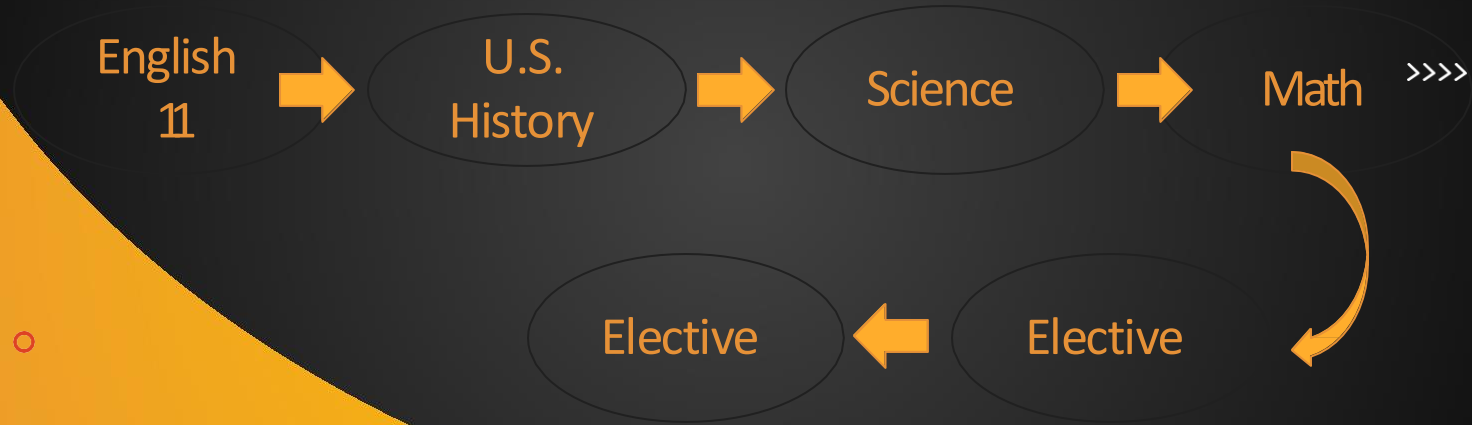 English
11
U.S.
History
Science
Math
>>>>
Elective
Elective